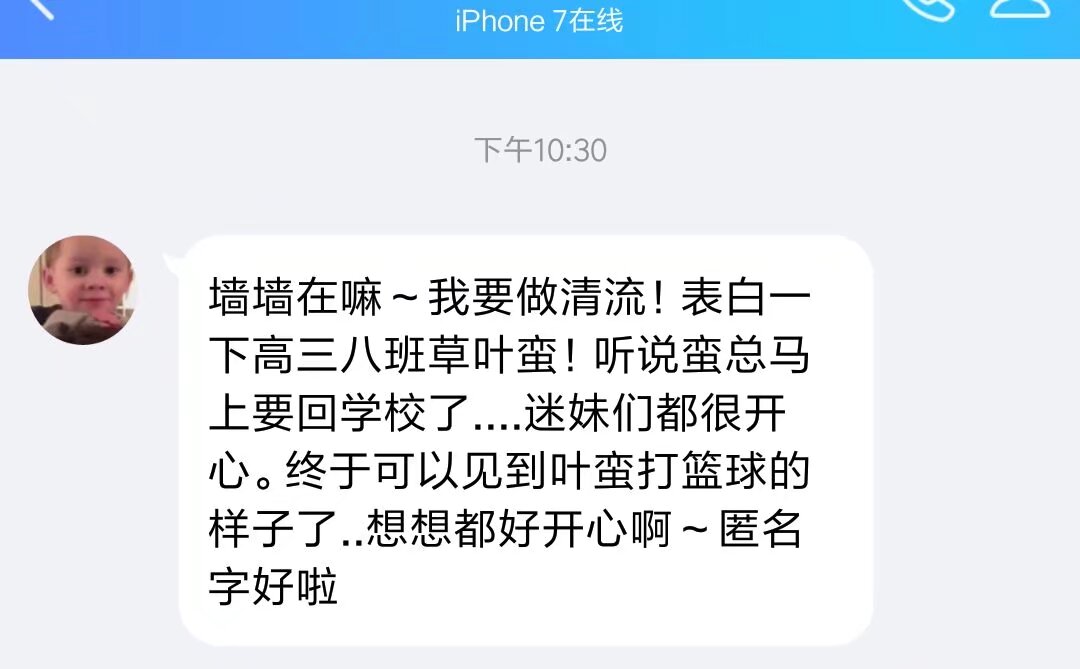 iPhone 7在线
下午10:30
墙墙在嘛～我要做清流！表白一
下高三八班草叶蛮！听说蛮总马
上要回学校了....迷妹们都很开
心。终于可以见到叶蛮打篮球的
样子了..想想都好开心啊～匿名
字好啦